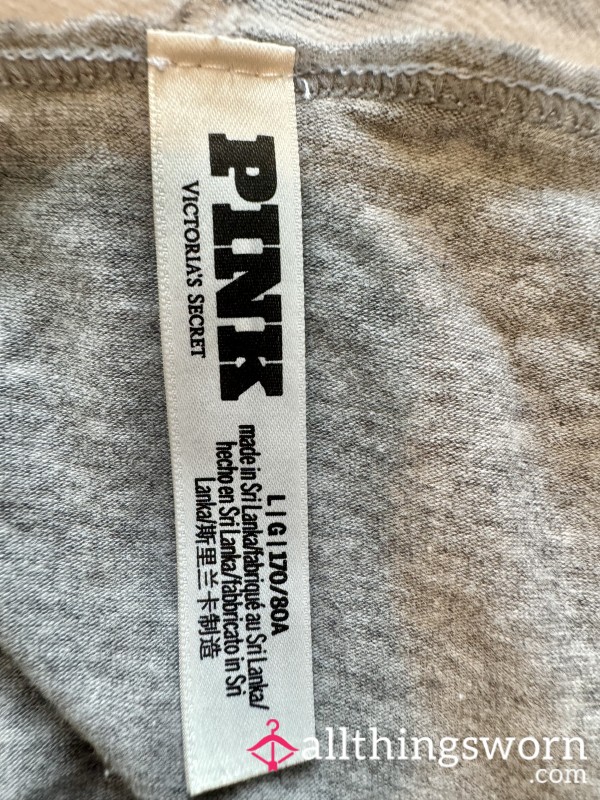 PINK
VICTORIA'S SECRET
L | G | 170/80A
made in Sri Lanka/fabriqué au Sri Lanka/
hecho en Sri Lanka/fabbricato in Sri
Lanka/斯里兰卡制造
allthingsworn
.com